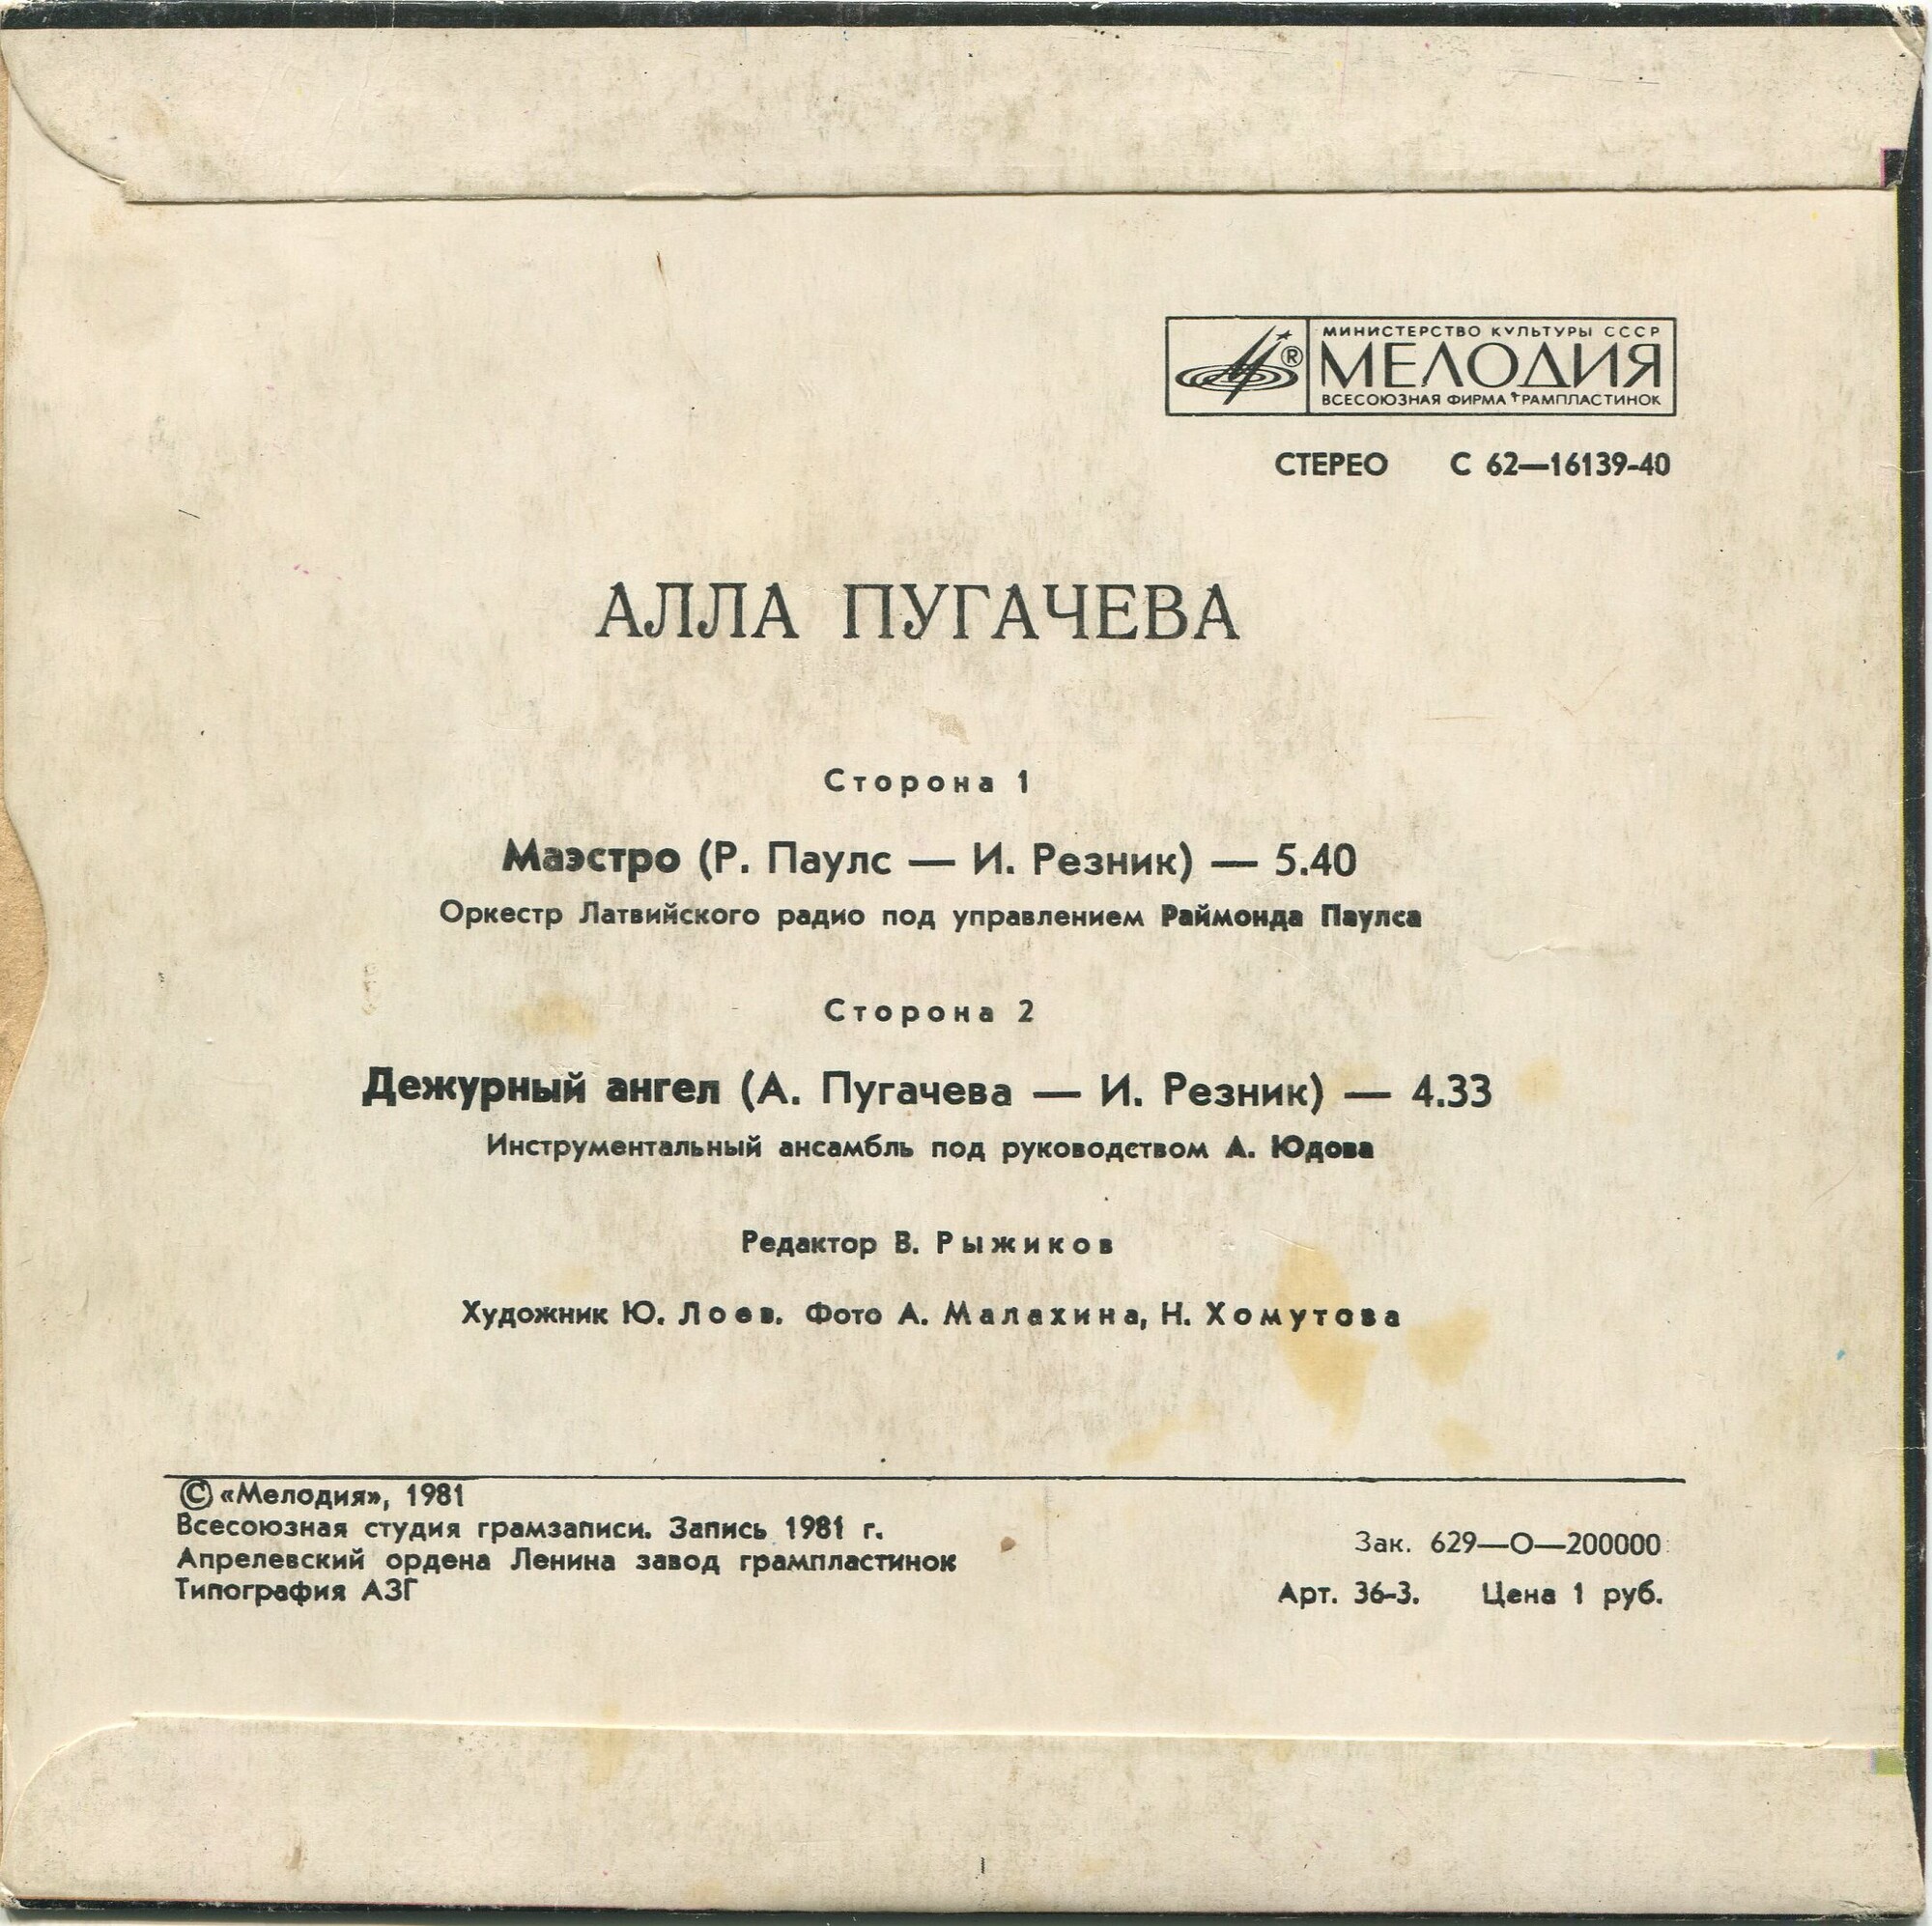 МИНИСТЕРСТВО КУЛЬТУРЫ СССР
® МЕЛОДИЯ
ВСЕСОЮЗНАЯ ФИРМА ГРАМПЛАСТИНОК
СТЕРЕО С 62—16139-40
АЛЛА ПУГАЧЕВА
Сторона 1
Маэстро (Р. Паулс — И. Резник) — 5.40
Оркестр Латвийского радио под управлением Раймонда Паулса
Сторона 2
Дежурный ангел (А. Пугачева — И. Резник) — 4.33
Инструментальный ансамбль под руководством А. Юдова
Редактор В. Рыжиков
Художник Ю. Лоев. Фото А. Малахина, Н. Хомутова
© «Мелодия», 1981
Всесоюзная студия грамзаписи. Запись 1981 г.
Апрелевский ордена Ленина завод грампластинок
Типография АЗГ
Зак. 629—О—200000
Арт. 36-3. Цена 1 руб.